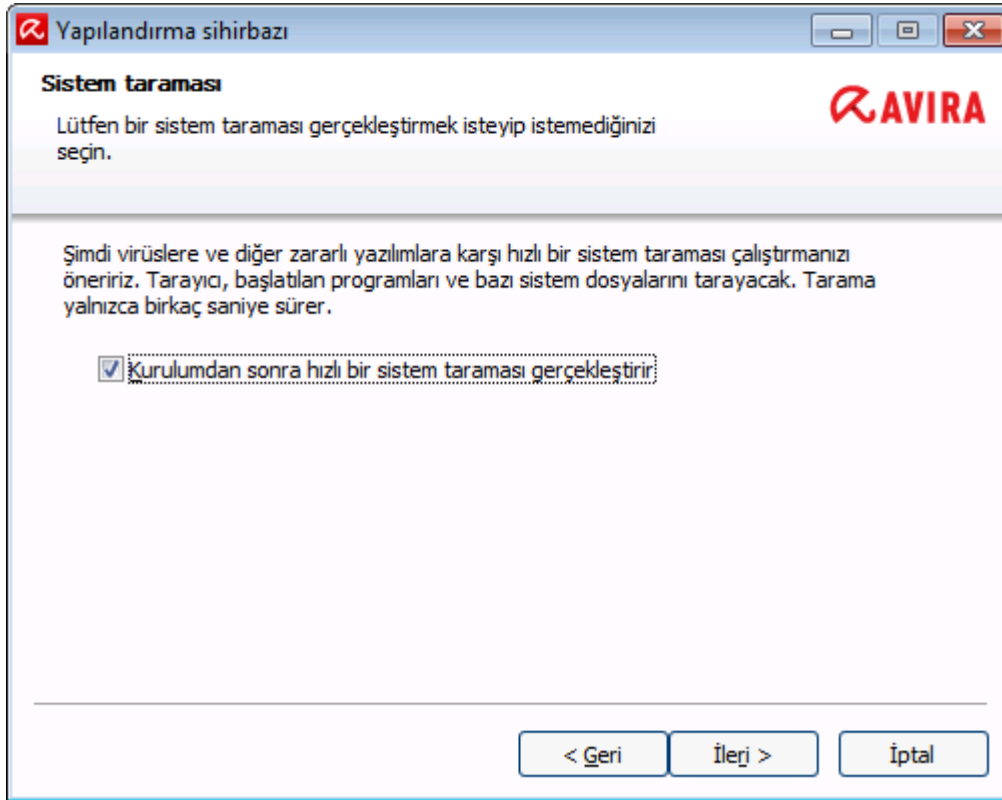 Yapılandırma sihirbazı
Sistem taraması
Lütfen bir sistem taraması gerçekleştirmek isteyip istemediğinizi
seçin.
AVIRA
Şimdi virüslere ve diğer zararlı yazılımlara karşı hızlı bir sistem taraması çalıştırmanızı
öneririz. Tarayıcı, başlatılan programları ve bazı sistem dosyalarını tarayacak. Tarama
yalnızca birkaç saniye sürer.
Kurulumdan sonra hızlı bir sistem taraması gerçekleştirir
< Geri
İleri >
İptal